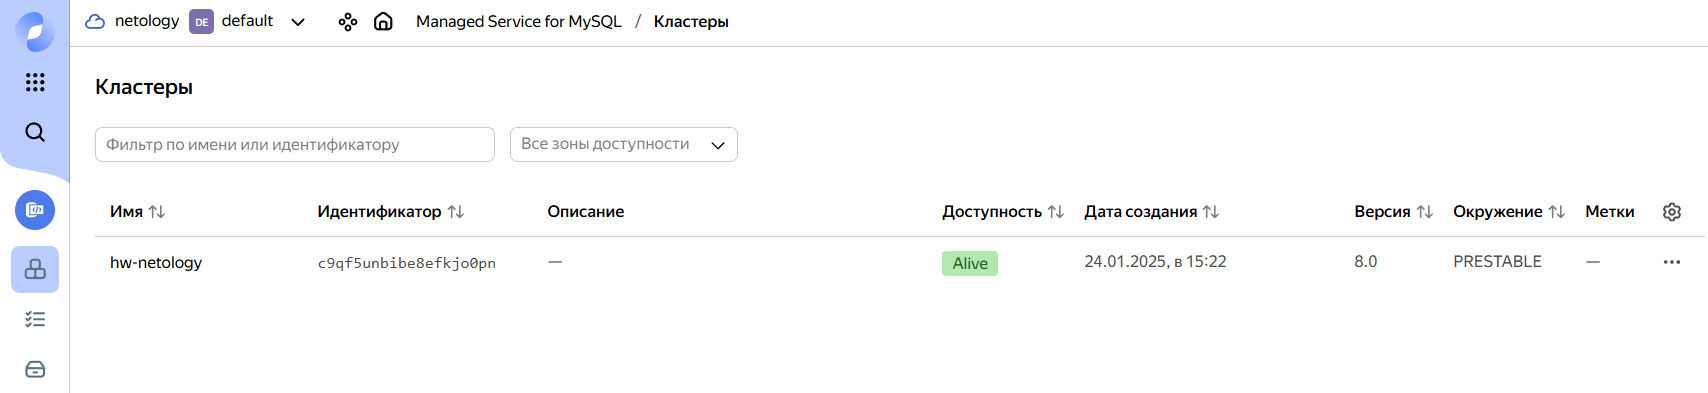 netology DE default Managed Service for MySQL / Кластеры
Кластеры
Фильтр по имени или идентификатору Все зоны доступности
Имя Идентификатор Описание Доступность Дата создания Версия Окружение Метки
hw-netology c9qf5unbibe8efkjo0pn — Alive 24.01.2025, в 15:22 8.0 PRESTABLE —